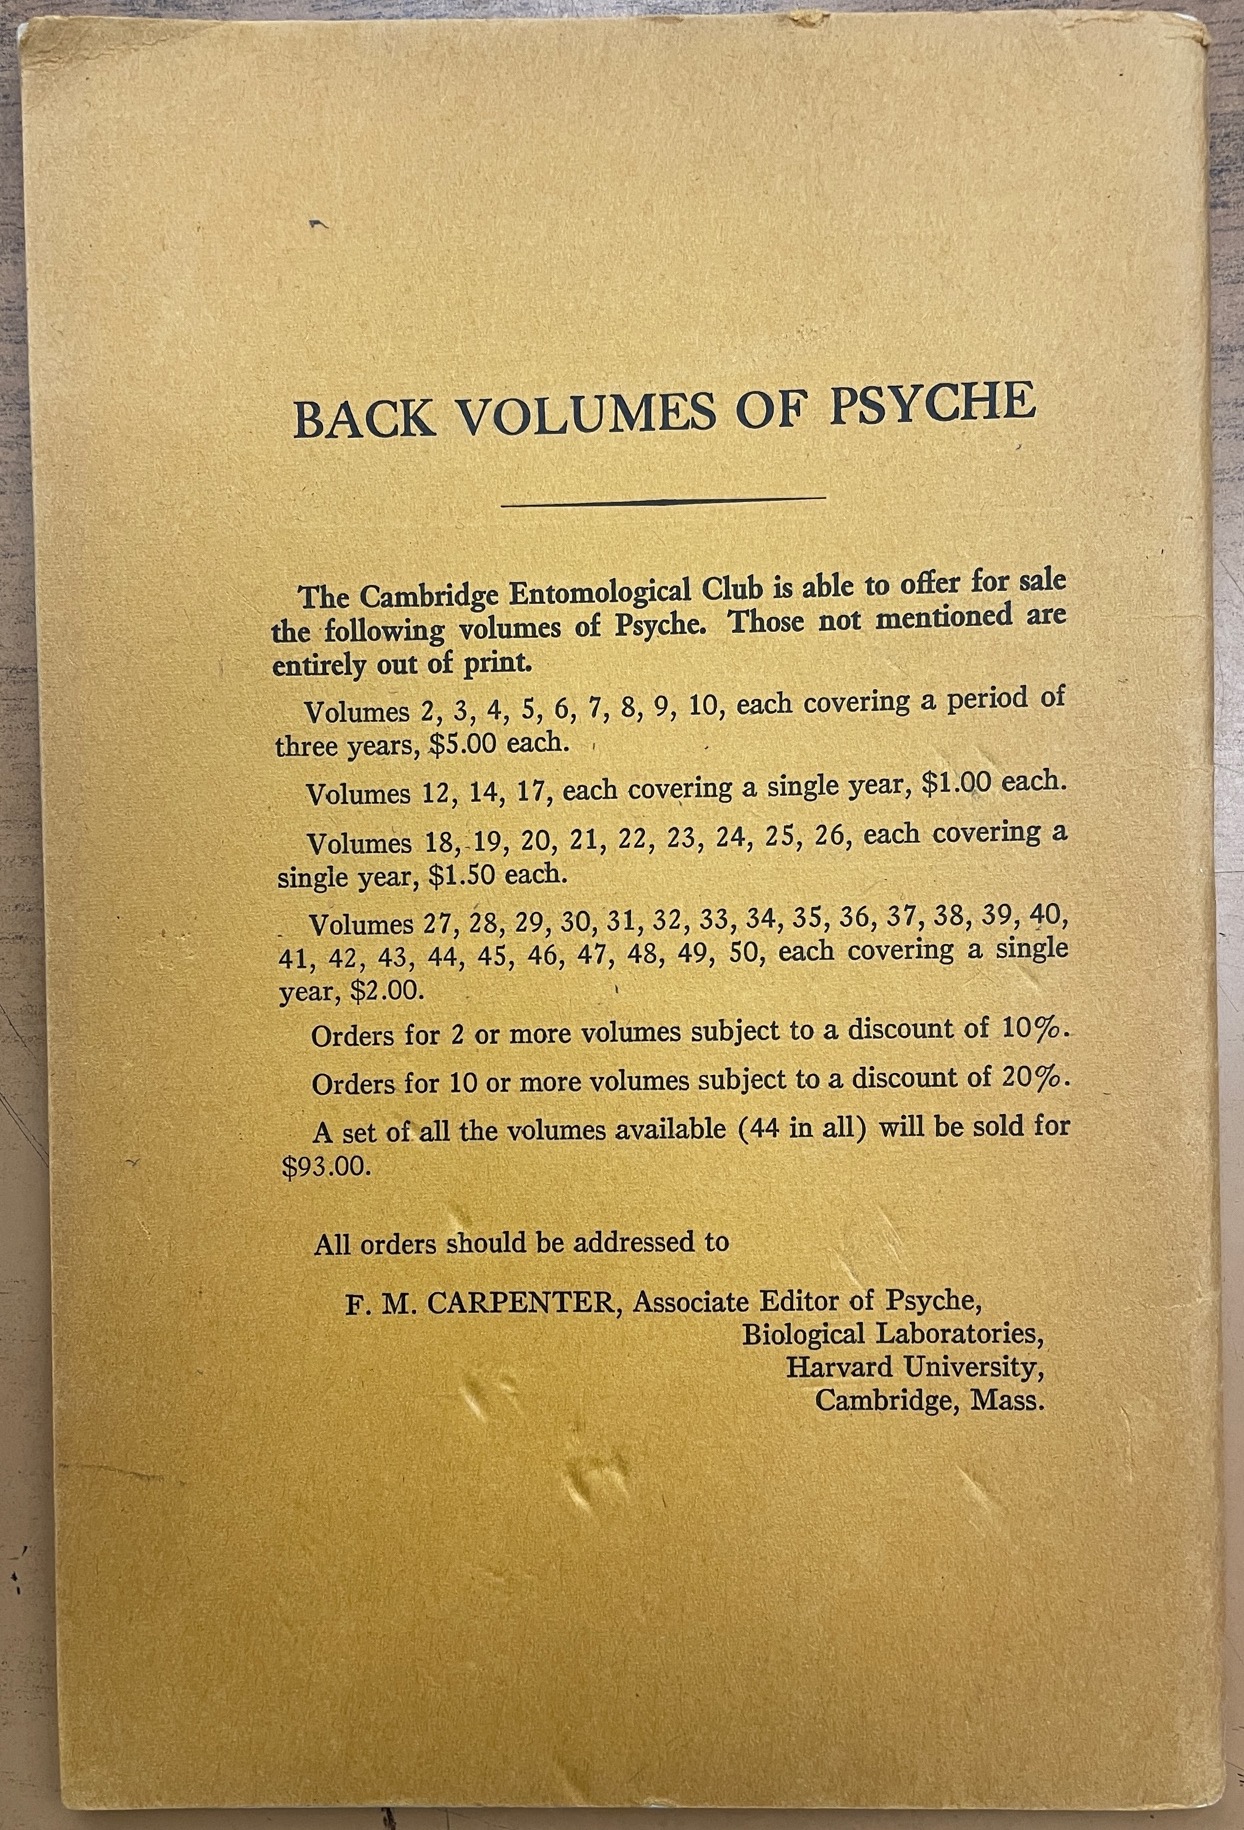 BACK VOLUMES OF PSYCHE
The Cambridge Entomological Club is able to offer for sale
the following volumes of Psyche. Those not mentioned are
entirely out of print.
Volumes 2, 3, 4, 5, 6, 7, 8, 9, 10, each covering a period of
three years, $5.00 each.
Volumes 12, 14, 17, each covering a single year, $1.00 each.
Volumes 18, 19, 20, 21, 22, 23, 24, 25, 26, each covering a
single year, $1.50 each.
Volumes 27, 28, 29, 30, 31, 32, 33, 34, 35, 36, 37, 38, 39, 40,
41, 42, 43, 44, 45, 46, 47, 48, 49, 50, each covering a single
year, $2.00.
Orders for 2 or more volumes subject to a discount of 10%.
Orders for 10 or more volumes subject to a discount of 20%.
A set of all the volumes available (44 in all) will be sold for
$93.00.
All orders should be addressed to
F. M. CARPENTER, Associate Editor of Psyche,
Biological Laboratories,
Harvard University,
Cambridge, Mass.